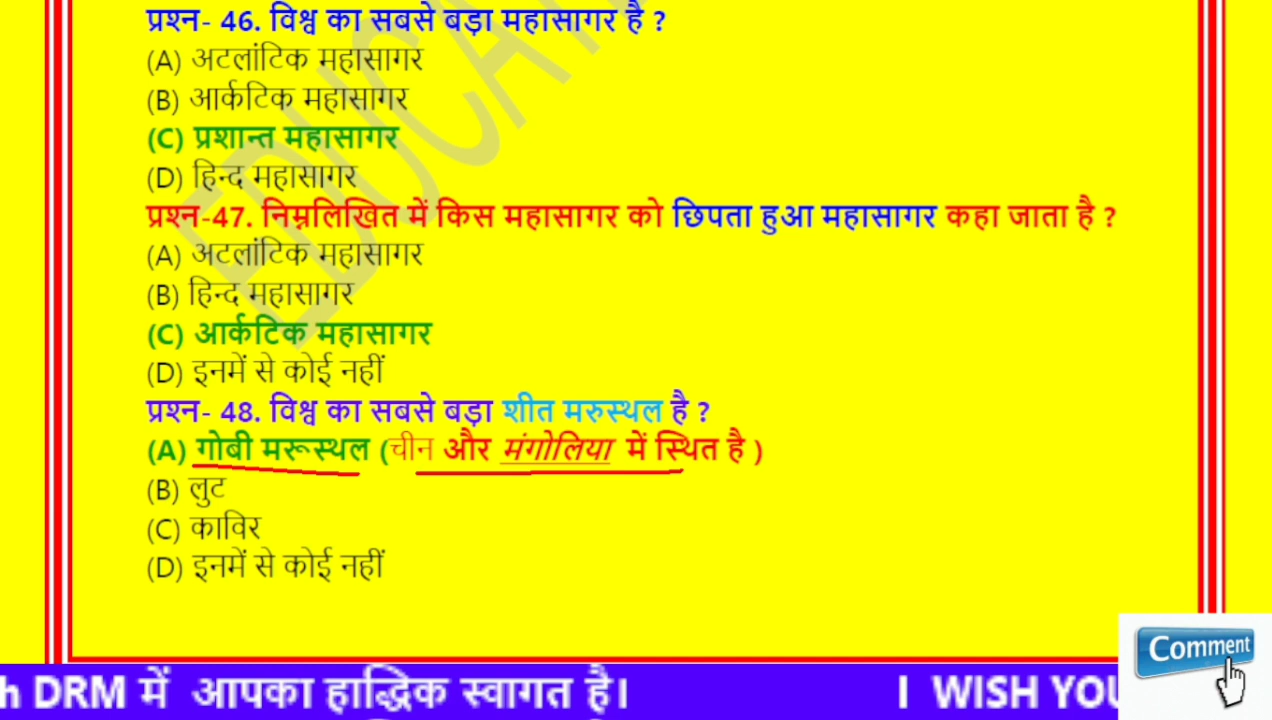 प्रश्न- 46. विश्व का सबसे बड़ा महासागर है ?
(A) अटलांटिक महासागर
(B) आर्कटिक महासागर
(C) प्रशान्त महासागर
(D) हिन्द महासागर
प्रश्न-47. निम्नलिखित में किस महासागर को छिपता हुआ महासागर कहा जाता है ?
(A) अटलांटिक महासागर
(B) हिन्द महासागर
(C) आर्कटिक महासागर
(D) इनमें से कोई नहीं
प्रश्न- 48. विश्व का सबसे बड़ा शीत मरुस्थल है ?
(A) गोबी मरूस्थल (चीन और मंगोलिया में स्थित है )
(B) लुट
(C) काविर
(D) इनमें से कोई नहीं
Comment
h DRM में आपका हाद्धिक स्वागत है। I WISH YOU